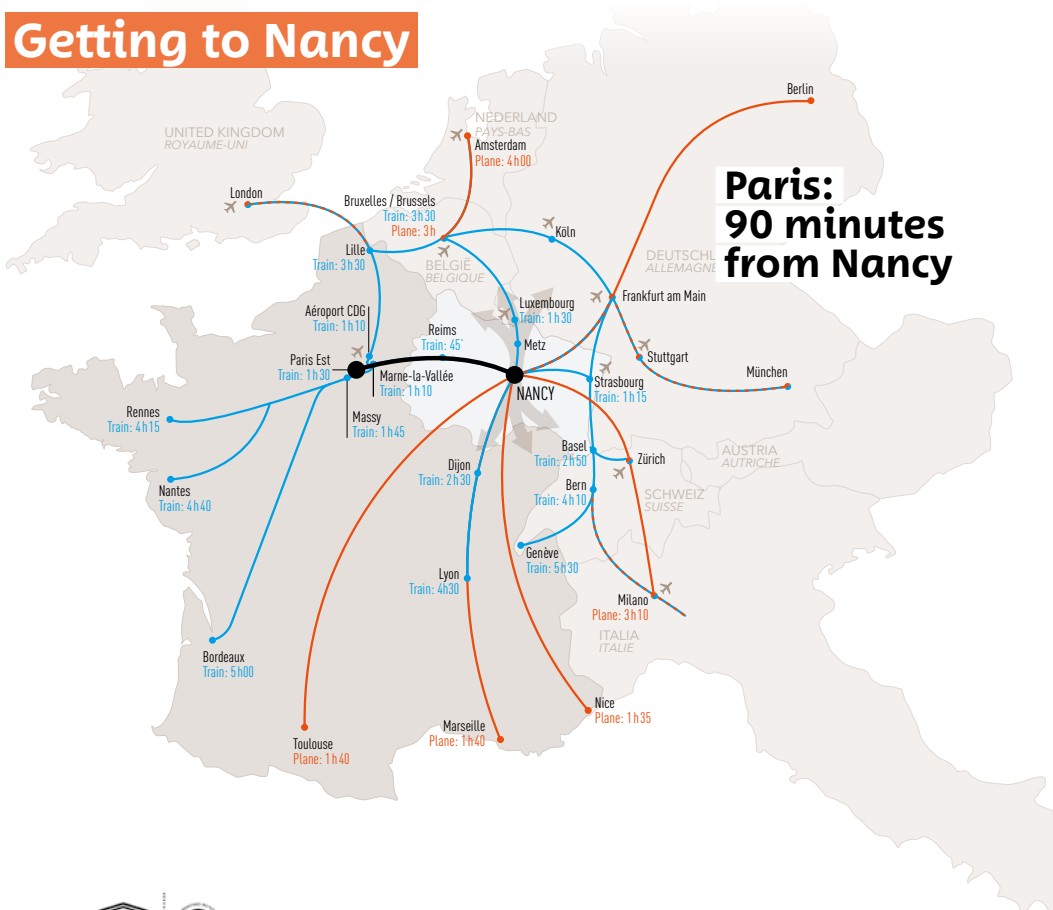 Getting to Nancy
Berlin
NEDERLAND
PAYS-BAS
Amsterdam
Plane: 4h00
UNITED KINGDOM
ROYAUME-UNI
Paris:
90 minutes
from Nancy
London
Bruxelles / Brussels
Train: 3h30
Plane: 3h
Köln
Lille
Train: 3h30
BELGIË
BELGIQUE
DEUTSCHL
ALLEMAGNE
Frankfurt am Main
Luxembourg
Train: 1h30
Aéroport CDG
Train: 1h10
Reims
Train: 45'
Metz
Stuttgart
Paris Est
Train: 1h30
Marne-la-Vallée
Train: 1h10
München
NANCY
Strasbourg
Train: 1h15
Rennes
Train: 4h15
Massy
Train: 1h45
Basel
Train: 2h50
Zürich
AUSTRIA
AUTRICHE
Dijon
Train: 2h30
Nantes
Train: 4h40
Bern
Train: 4h10
SCHWEIZ
SUISSE
Genève
Train: 5h30
Lyon
Train: 4h30
Milano
Plane: 3h10
ITALIA
ITALIE
Bordeaux
Train: 5h00
Nice
Plane: 1h35
Marseille
Plane: 1h40
Toulouse
Plane: 1h40